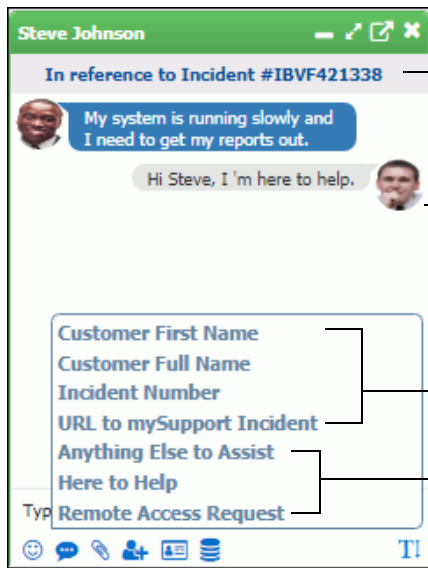 Steve Johnson
In reference to Incident #IBVF421338
My system is running slowly and
I need to get my reports out.
Hi Steve, I 'm here to help.
Customer First Name
Customer Full Name
Incident Number
URL to mySupport Incident
Anything Else to Assist
Here to Help
Typ
Remote Access Request
T!